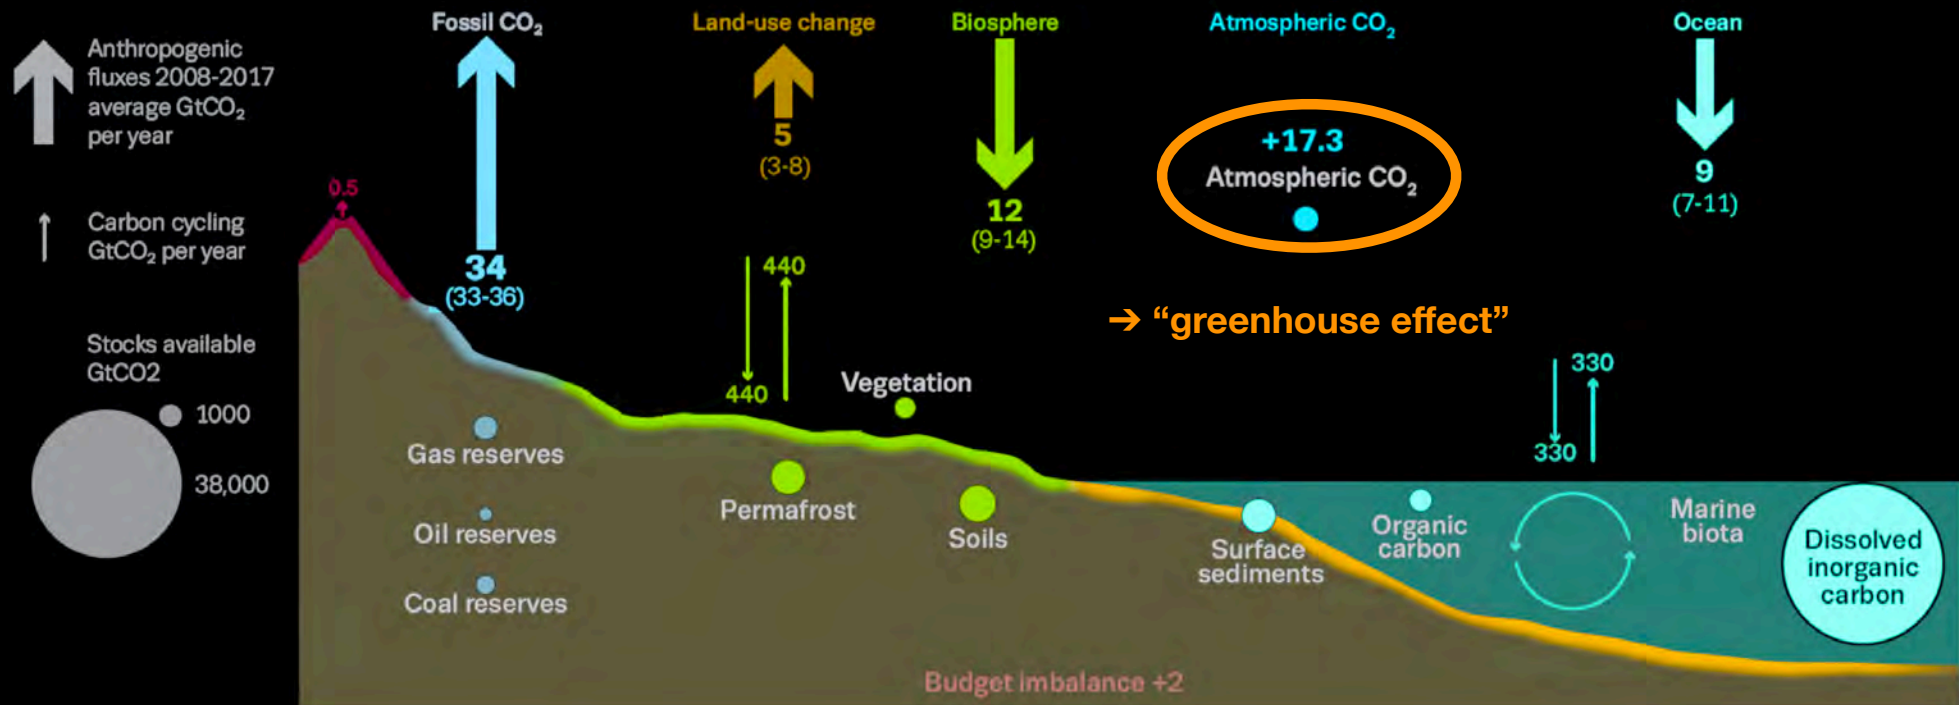 Anthropogenic
fluxes 2008-2017
average GtCO₂
per year
Carbon cycling
GtCO₂ per year
Stocks available
GtCO2
1000
38,000
0.5
Fossil CO₂
34
(33-36)
Gas reserves
Oil reserves
Coal reserves
Land-use change
5
(3-8)
440
440
Permafrost
Biosphere
12
(9-14)
Vegetation
Soils
Atmospheric CO₂
+17.3
Atmospheric CO₂
➔ “greenhouse effect”
Ocean
9
(7-11)
330
330
Surface
sediments
Organic
carbon
Marine
biota
Dissolved
inorganic
carbon
Budget imbalance +2